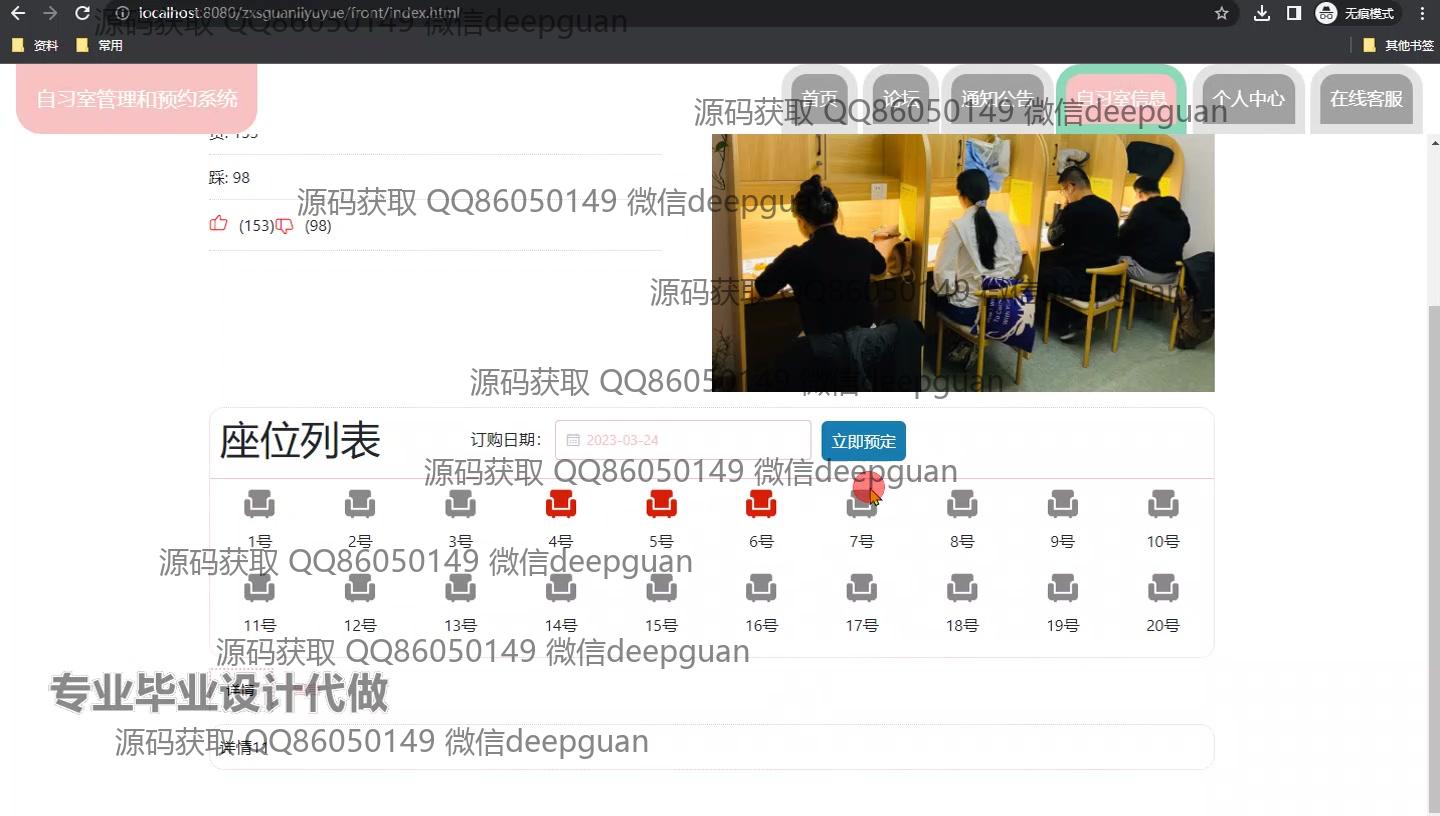 localhost:8080/zxsguanliyuyue/front/index.html
无痕模式
资料 常用 其他书签
源码获取 QQ86050149 微信deepguan
自习室管理和预约系统 首页 论坛 通知公告 自习室信息 个人中心 在线客服
源码获取 QQ86050149 微信deepguan
踩: 98
源码获取 QQ86050149 微信deepguan
(153) (98)
源码获取 QQ86050149 微信deepguan
源码获取 QQ86050149 微信deepguan
座位列表 订购日期: 2023-03-24 立即预定
源码获取 QQ86050149 微信deepguan
1号 2号 3号 4号 5号 6号 7号 8号 9号 10号
源码获取 QQ86050149 微信deepguan
11号 12号 13号 14号 15号 16号 17号 18号 19号 20号
源码获取 QQ86050149 微信deepguan
详情
专业毕业设计代做
源码获取 QQ86050149 微信deepguan
详情11